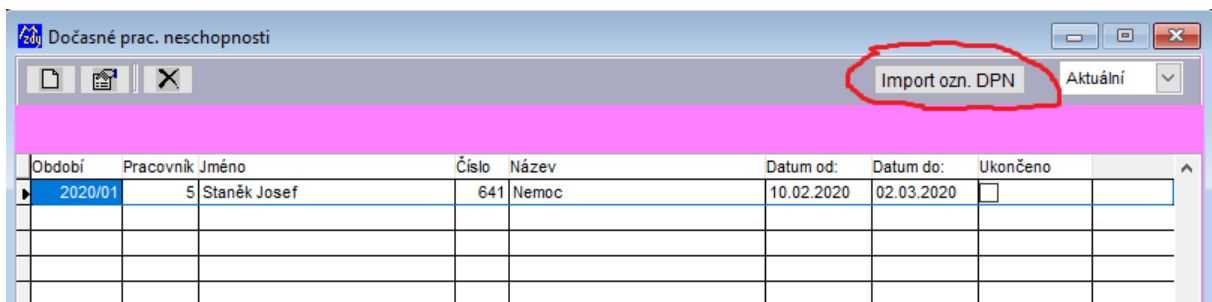 Mzdy Dočasné prac. neschopnosti
Import ozn. DPN Aktuální
Období Pracovník Jméno Číslo Název Datum od: Datum do: Ukončeno
2020/01 5 Staněk Josef 641 Nemoc 10.02.2020 02.03.2020